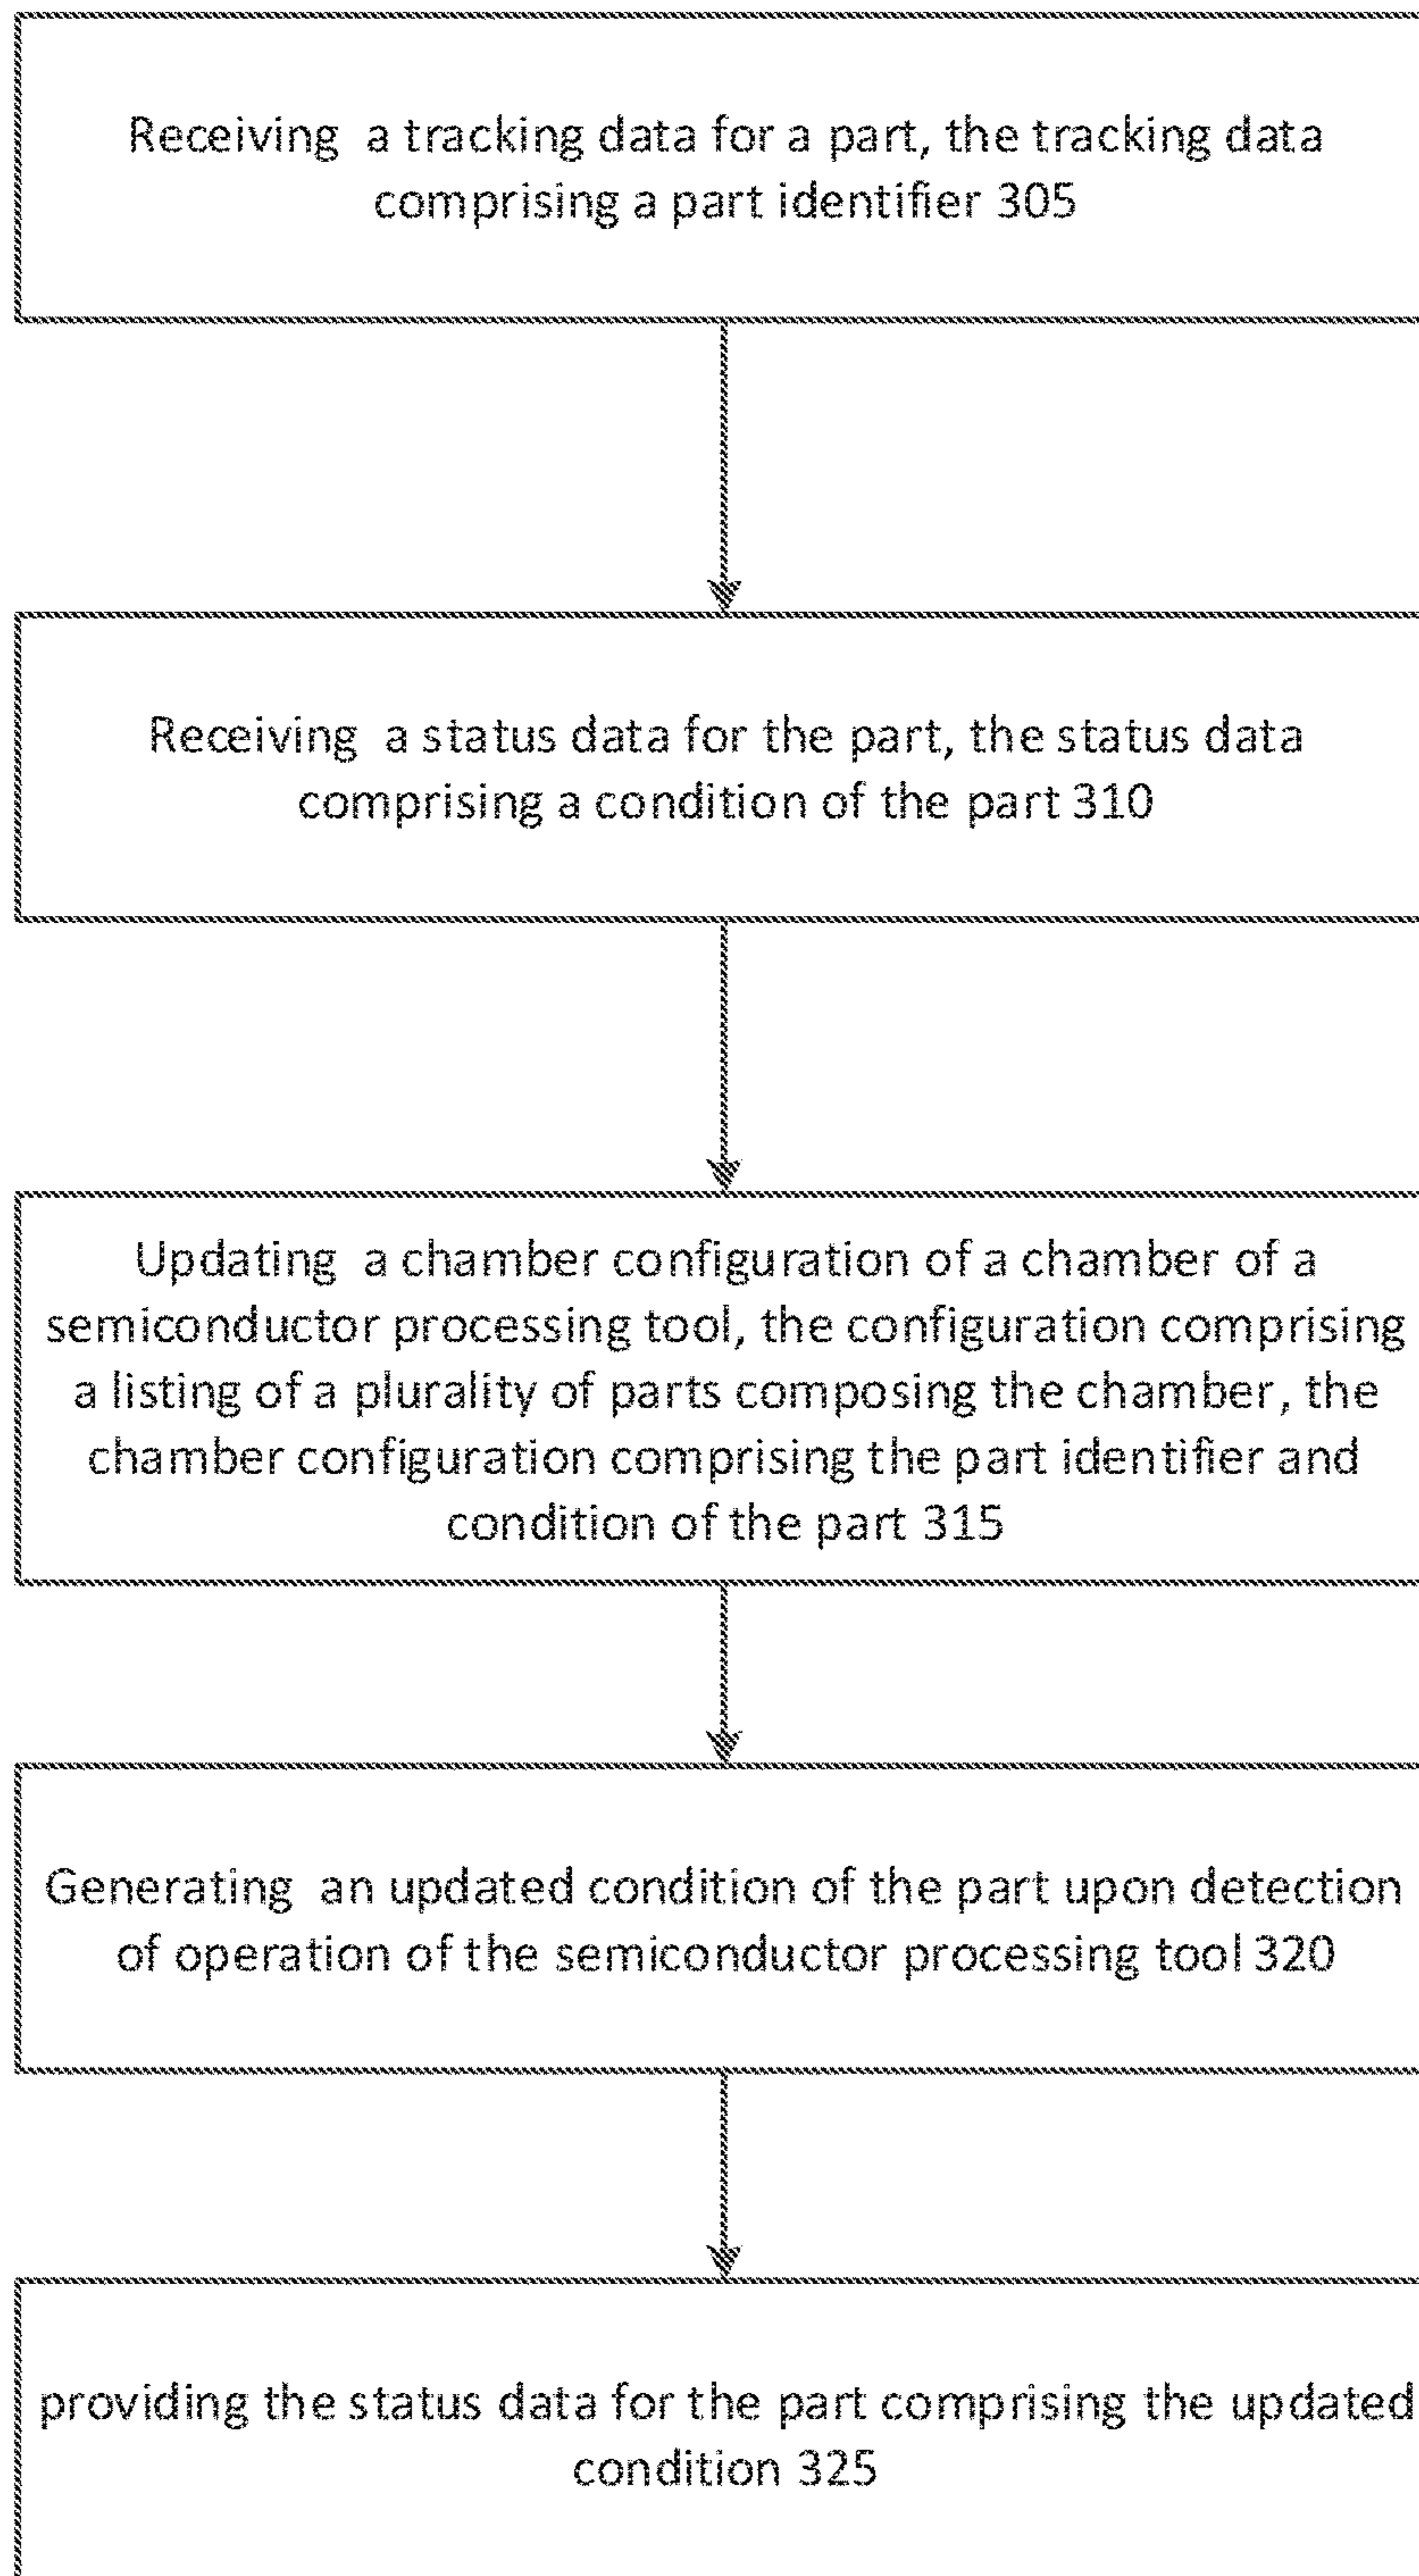 Receiving a tracking data for a part, the tracking data
comprising a part identifier 305
Receiving a status data for the part, the status data
comprising a condition of the part 310
Updating a chamber configuration of a chamber of a
semiconductor processing tool, the configuration comprising
a listing of a plurality of parts composing the chamber, the
chamber configuration comprising the part identifier and
condition of the part 315
Generating an updated condition of the part upon detection
of operation of the semiconductor processing tool 320
providing the status data for the part comprising the updated
condition 325